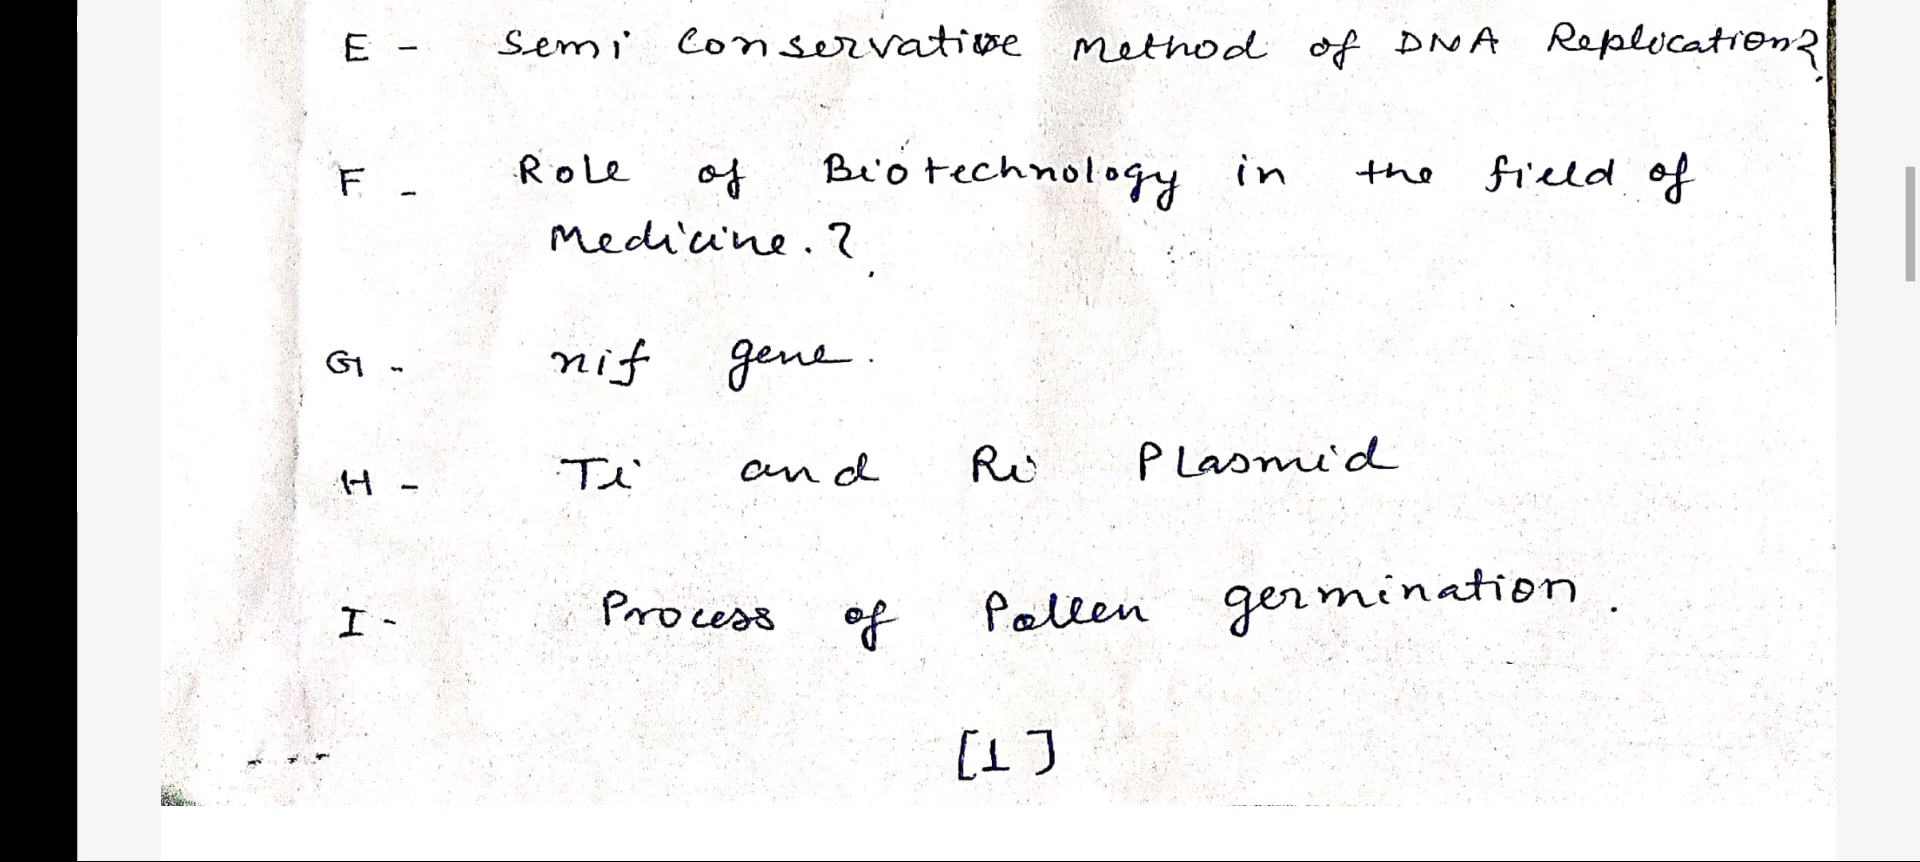 E - Semi Conservative Method of DNA Replication?
F - Role of Biotechnology in the field of
Medicine.?
G - nif gene.
H - Ti and Ri Plasmid
I - Process of Pollen germination.
[1]